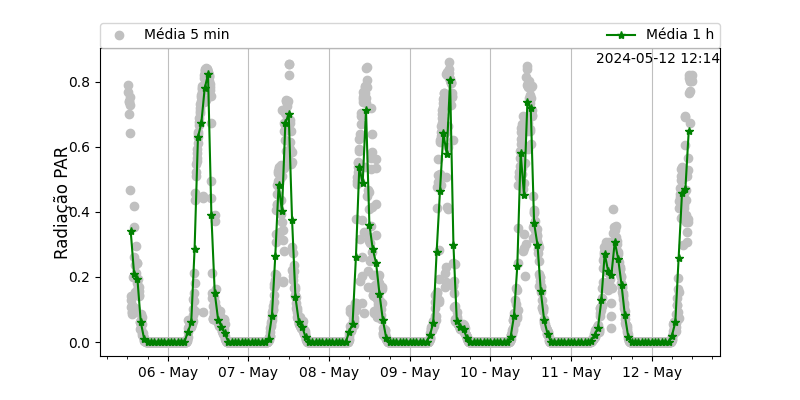 Média 5 min
Média 1 h
2024-05-12 12:14
Radiação PAR
0.8
0.6
0.4
0.2
0.0
06 - May
07 - May
08 - May
09 - May
10 - May
11 - May
12 - May